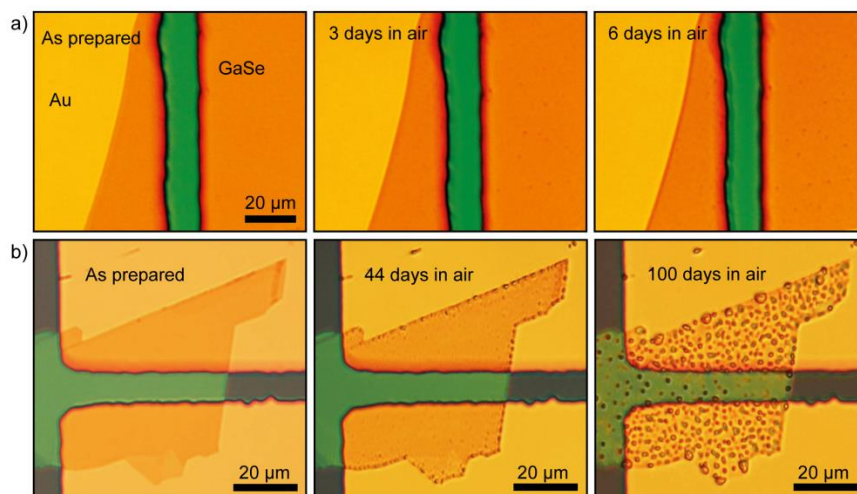 a)
As prepared
Au
GaSe
20 µm
3 days in air
6 days in air
b)
As prepared
20 µm
44 days in air
20 µm
100 days in air
20 µm